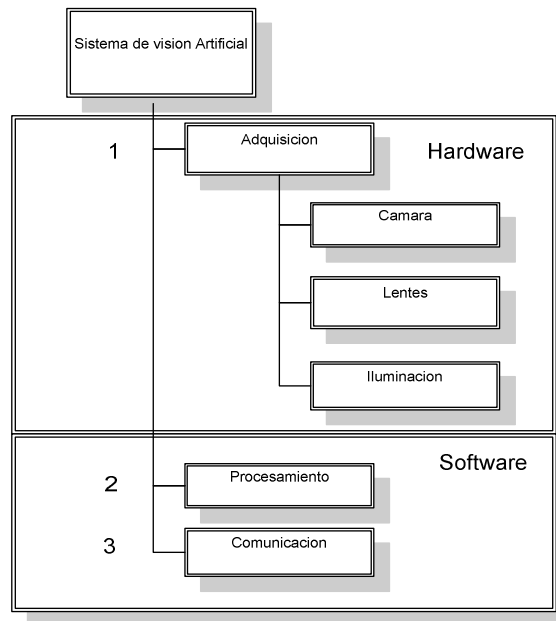 Sistema de vision Artificial
1
Adquisicion
Hardware
Camara
Lentes
Iluminacion
Software
2
Procesamiento
3
Comunicacion